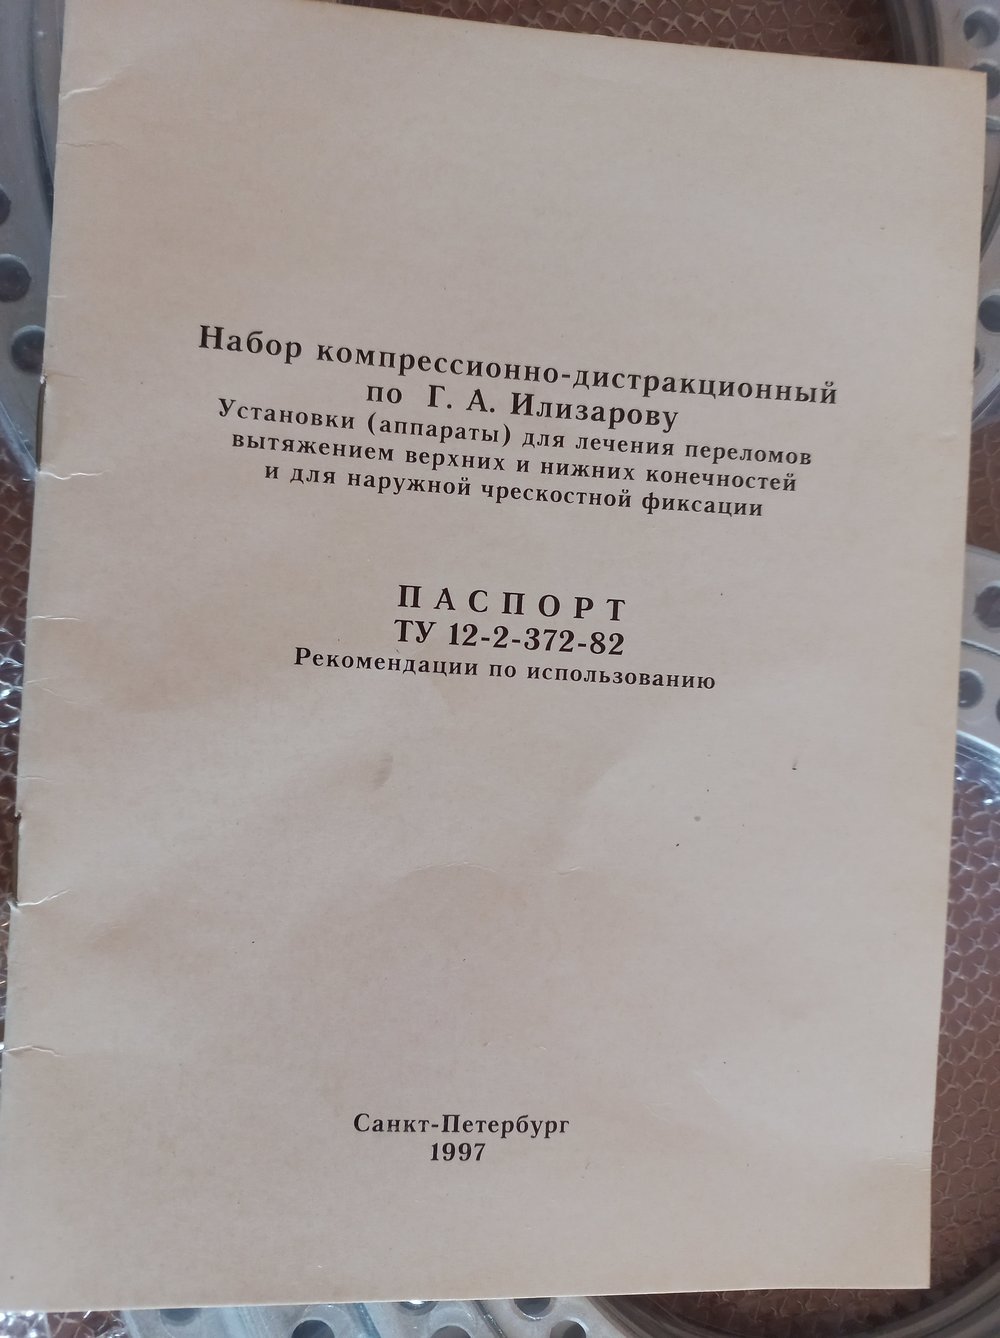 Набор компрессионно-дистракционный
по Г. А. Илизарову
Установки (аппараты) для лечения переломов
вытяжением верхних и нижних конечностей
и для наружной чрескостной фиксации
ПАСПОРТ
ТУ 12-2-372-82
Рекомендации по использованию
Санкт-Петербург
1997